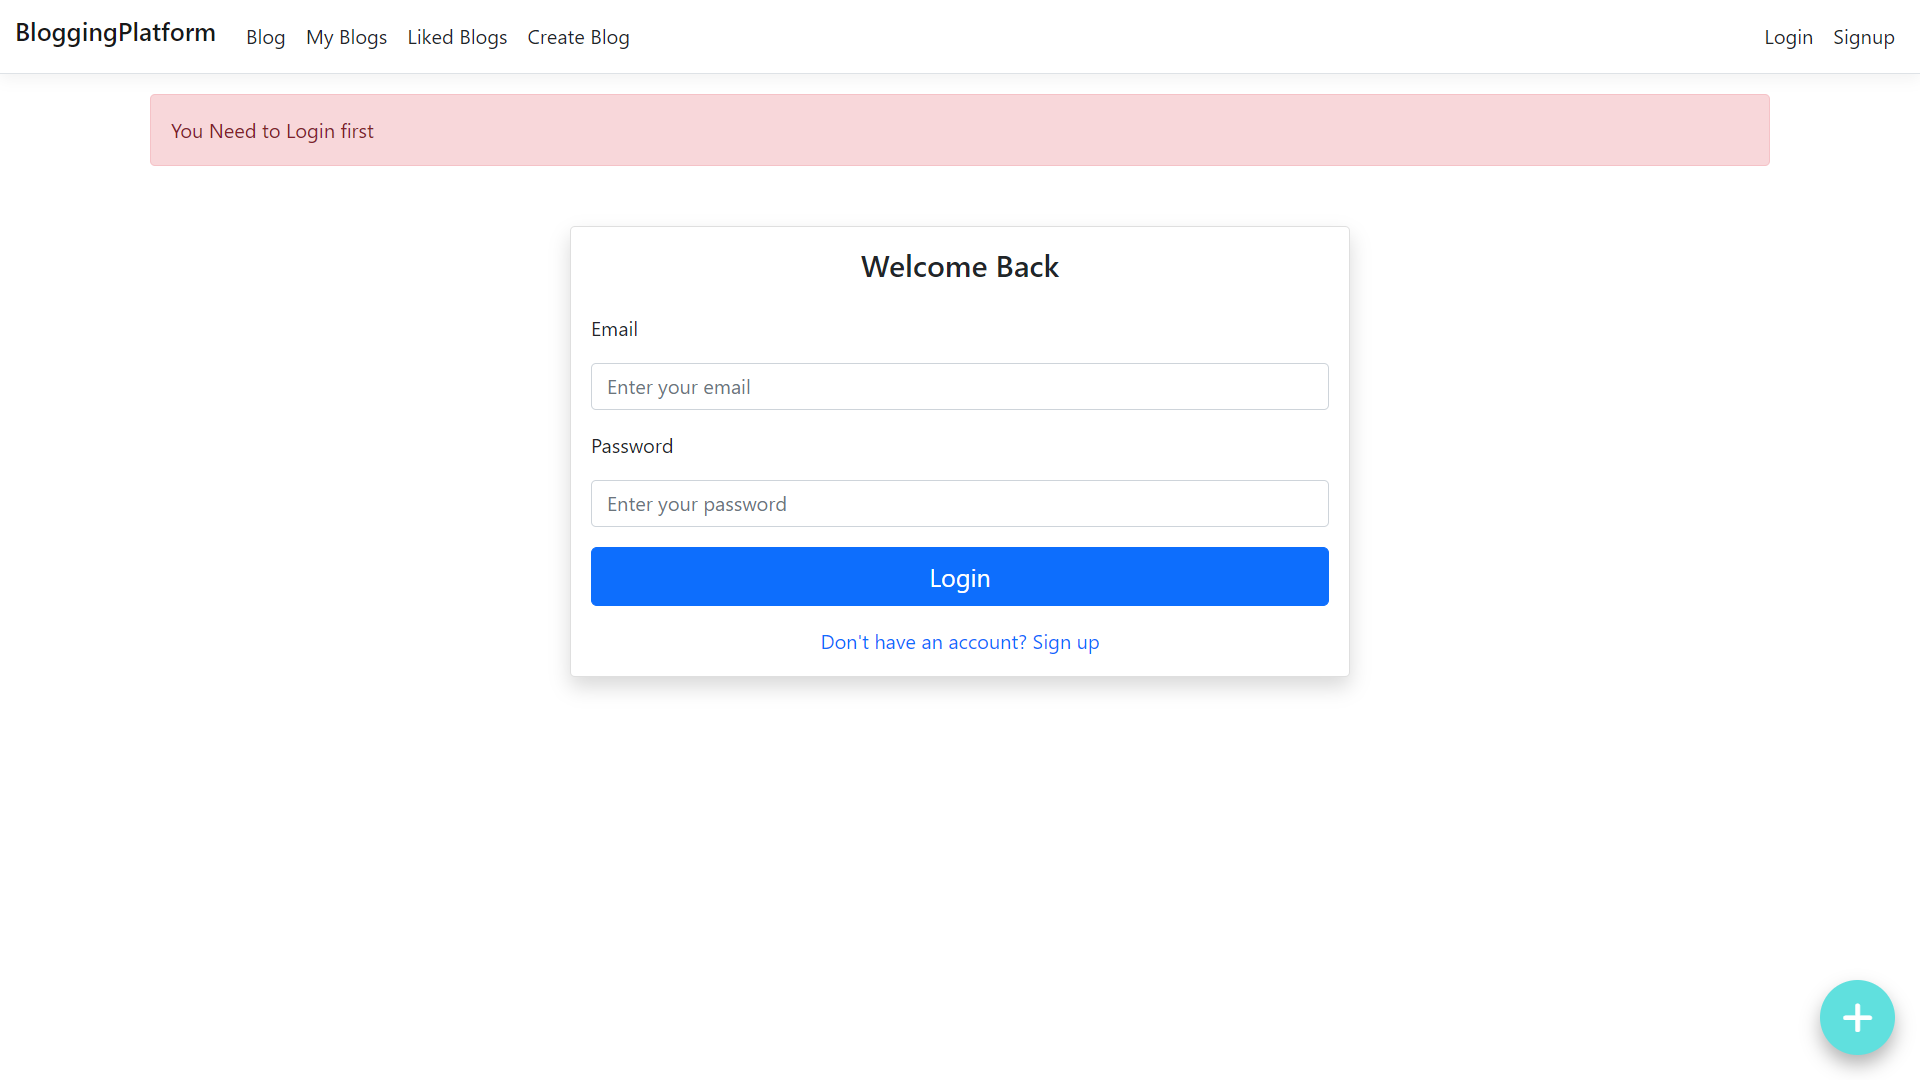 BloggingPlatform Blog My Blogs Liked Blogs Create Blog Login Signup
You Need to Login first
Welcome Back
Email
Enter your email
Password
Enter your password
Login
Don't have an account? Sign up